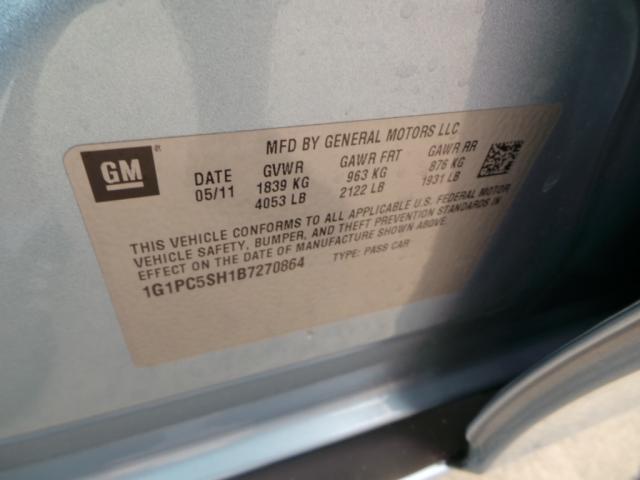 MFD BY GENERAL MOTORS LLC
GM
DATE GVWR GAWR FRT GAWR RR
05/11 1839 KG 963 KG 876 KG
4053 LB 2122 LB 1931 LB
THIS VEHICLE CONFORMS TO ALL APPLICABLE U.S. FEDERAL MOTOR
VEHICLE SAFETY, BUMPER, AND THEFT PREVENTION STANDARDS IN
EFFECT ON THE DATE OF MANUFACTURE SHOWN ABOVE.
1G1PC5SH1B7270864 TYPE: PASS CAR